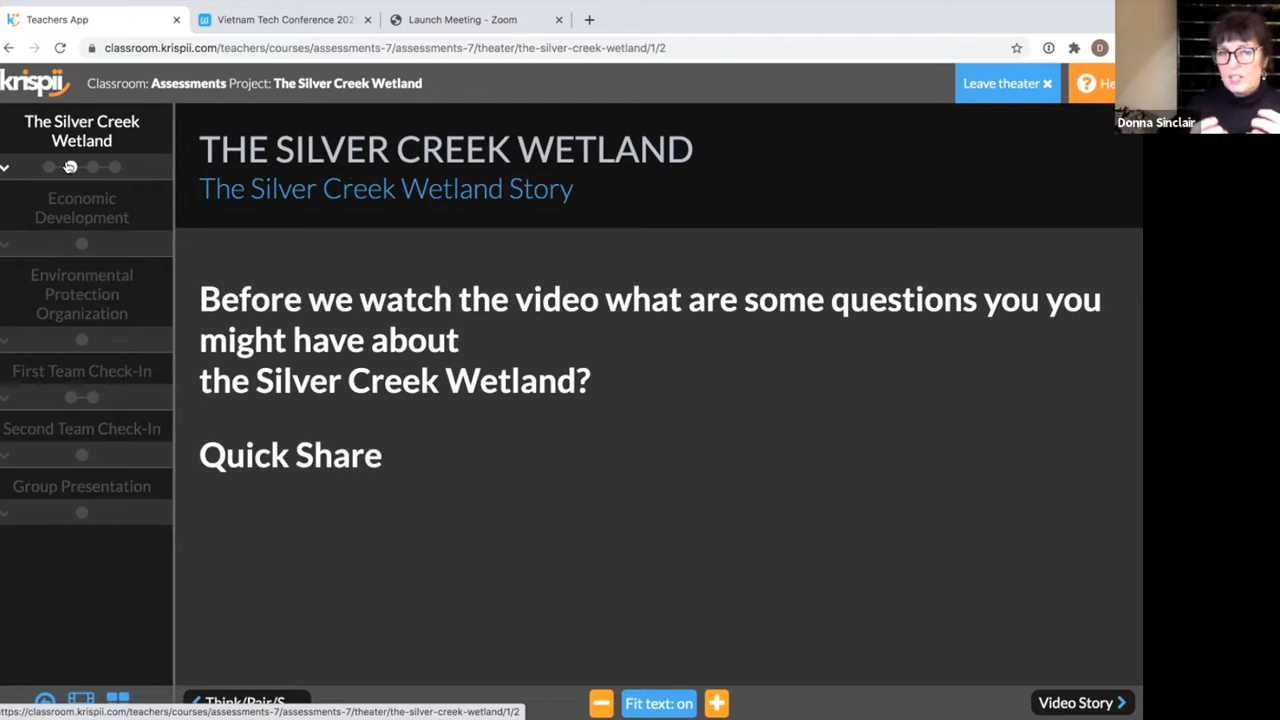 Teachers App
Vietnam Tech Conference 202
Launch Meeting - Zoom
classroom.krispii.com/teachers/courses/assessments-7/assessments-7/theater/the-silver-creek-wetland/1/2
D
krispii
Classroom: Assessments Project: The Silver Creek Wetland
Leave theater ×
? He
Donna Sinclair
The Silver Creek
Wetland
Economic
Development
Environmental
Protection
Organization
First Team Check-In
Second Team Check-In
Group Presentation
THE SILVER CREEK WETLAND
The Silver Creek Wetland Story
Before we watch the video what are some questions you you
might have about
the Silver Creek Wetland?
Quick Share
Think/Pair/S
Fit text: on
Video Story
https://classroom.krispii.com/teachers/courses/assessments-7/assessments-7/theater/the-silver-creek-wetland/1/2